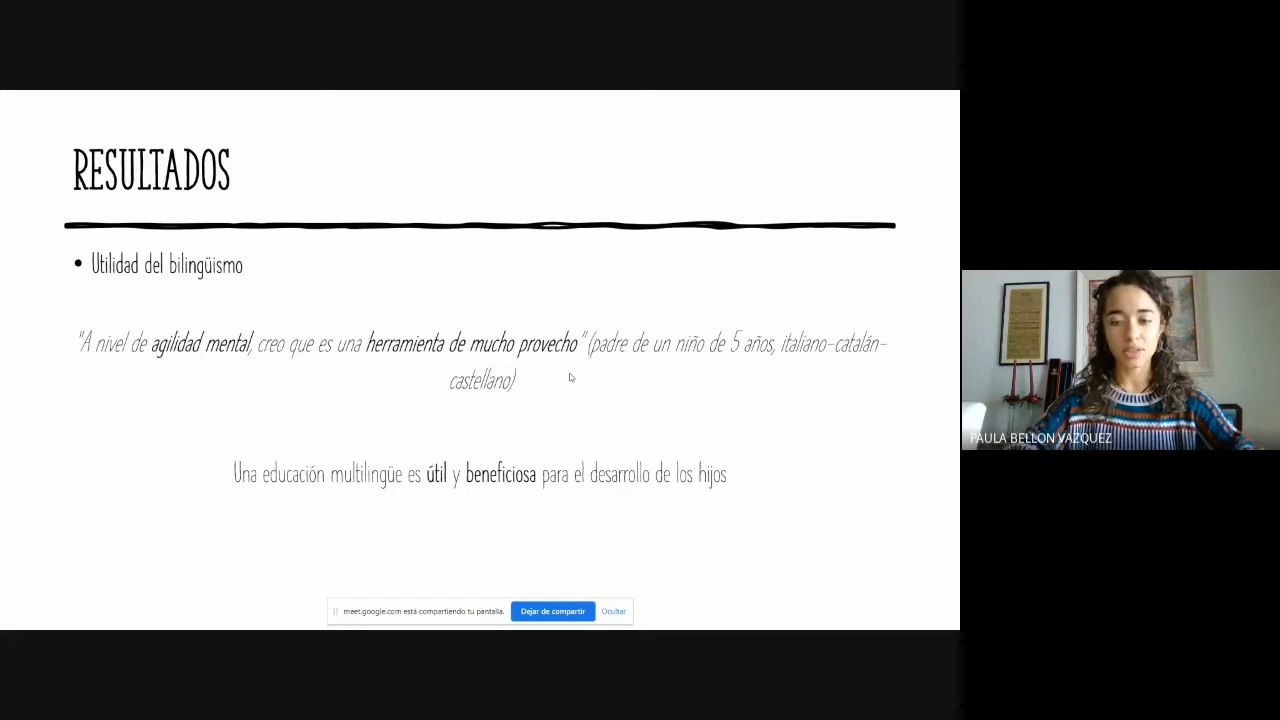 RESULTADOS
• Utilidad del bilingüismo
"A nivel de agilidad mental, creo que es una herramienta de mucho provecho" (padre de un niño de 5 años, italiano-catalán-
castellano)
Una educación multilingüe es útil y beneficiosa para el desarrollo de los hijos
meet.google.com está compartiendo tu pantalla. Dejar de compartir Ocultar
PAULA BELLON VAZQUEZ